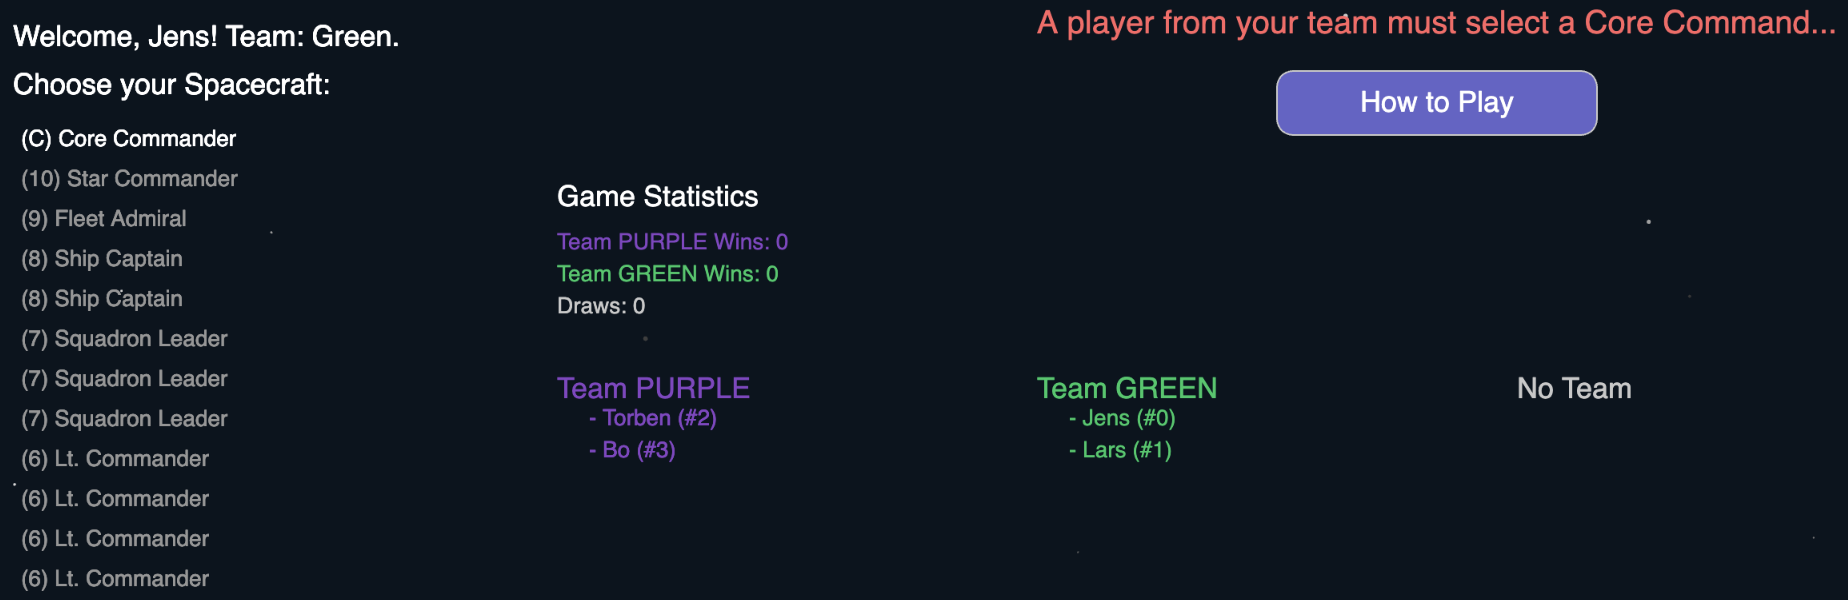 Welcome, Jens! Team: Green.
Choose your Spacecraft:
(C) Core Commander
(10) Star Commander
(9) Fleet Admiral
(8) Ship Captain
(8) Ship Captain
(7) Squadron Leader
(7) Squadron Leader
(7) Squadron Leader
(6) Lt. Commander
(6) Lt. Commander
(6) Lt. Commander
(6) Lt. Commander
Game Statistics
Team PURPLE Wins: 0
Team GREEN Wins: 0
Draws: 0
Team PURPLE
- Torben (#2)
- Bo (#3)
A player from your team must select a Core Command...
How to Play
Team GREEN
- Jens (#0)
- Lars (#1)
No Team